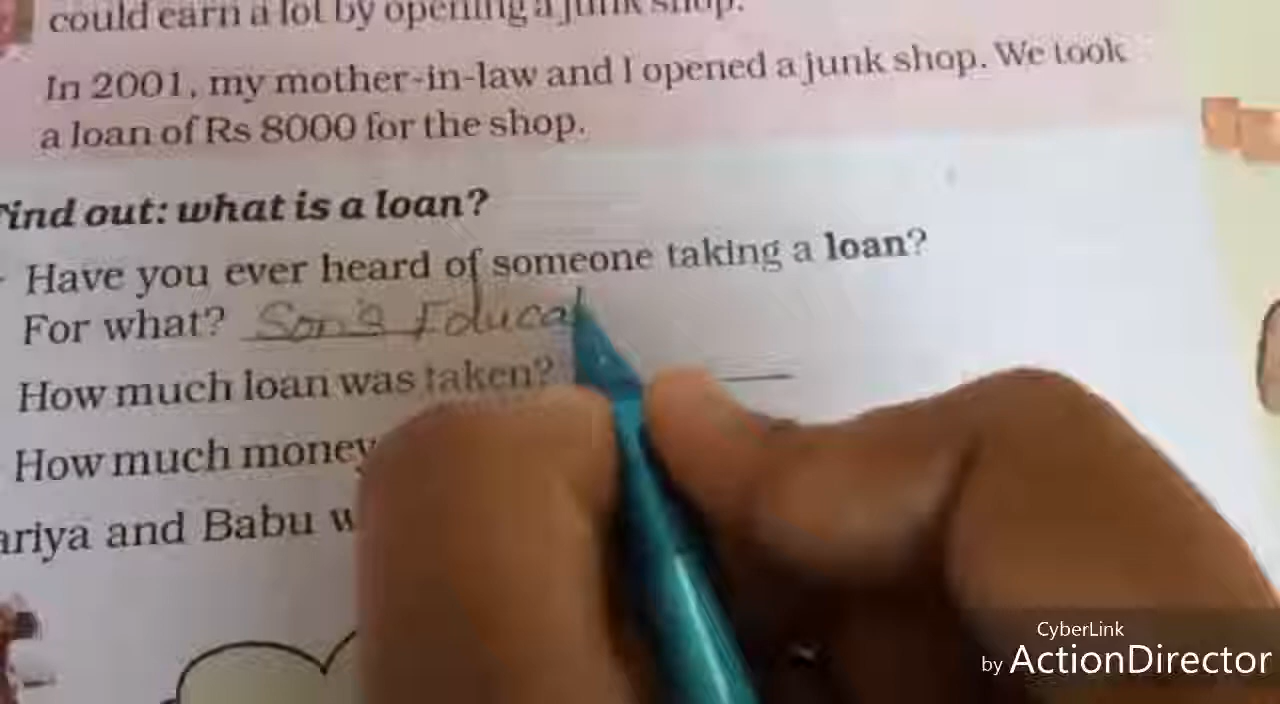 could earn a lot by opening a junk shop.
In 2001, my mother-in-law and I opened a junk shop. We took
a loan of Rs 8000 for the shop.
ind out: what is a loan?
Have you ever heard of someone taking a loan?
For what? Son's Educat
How much loan was taken?
How much money
ariya and Babu w
CyberLink
by ActionDirector